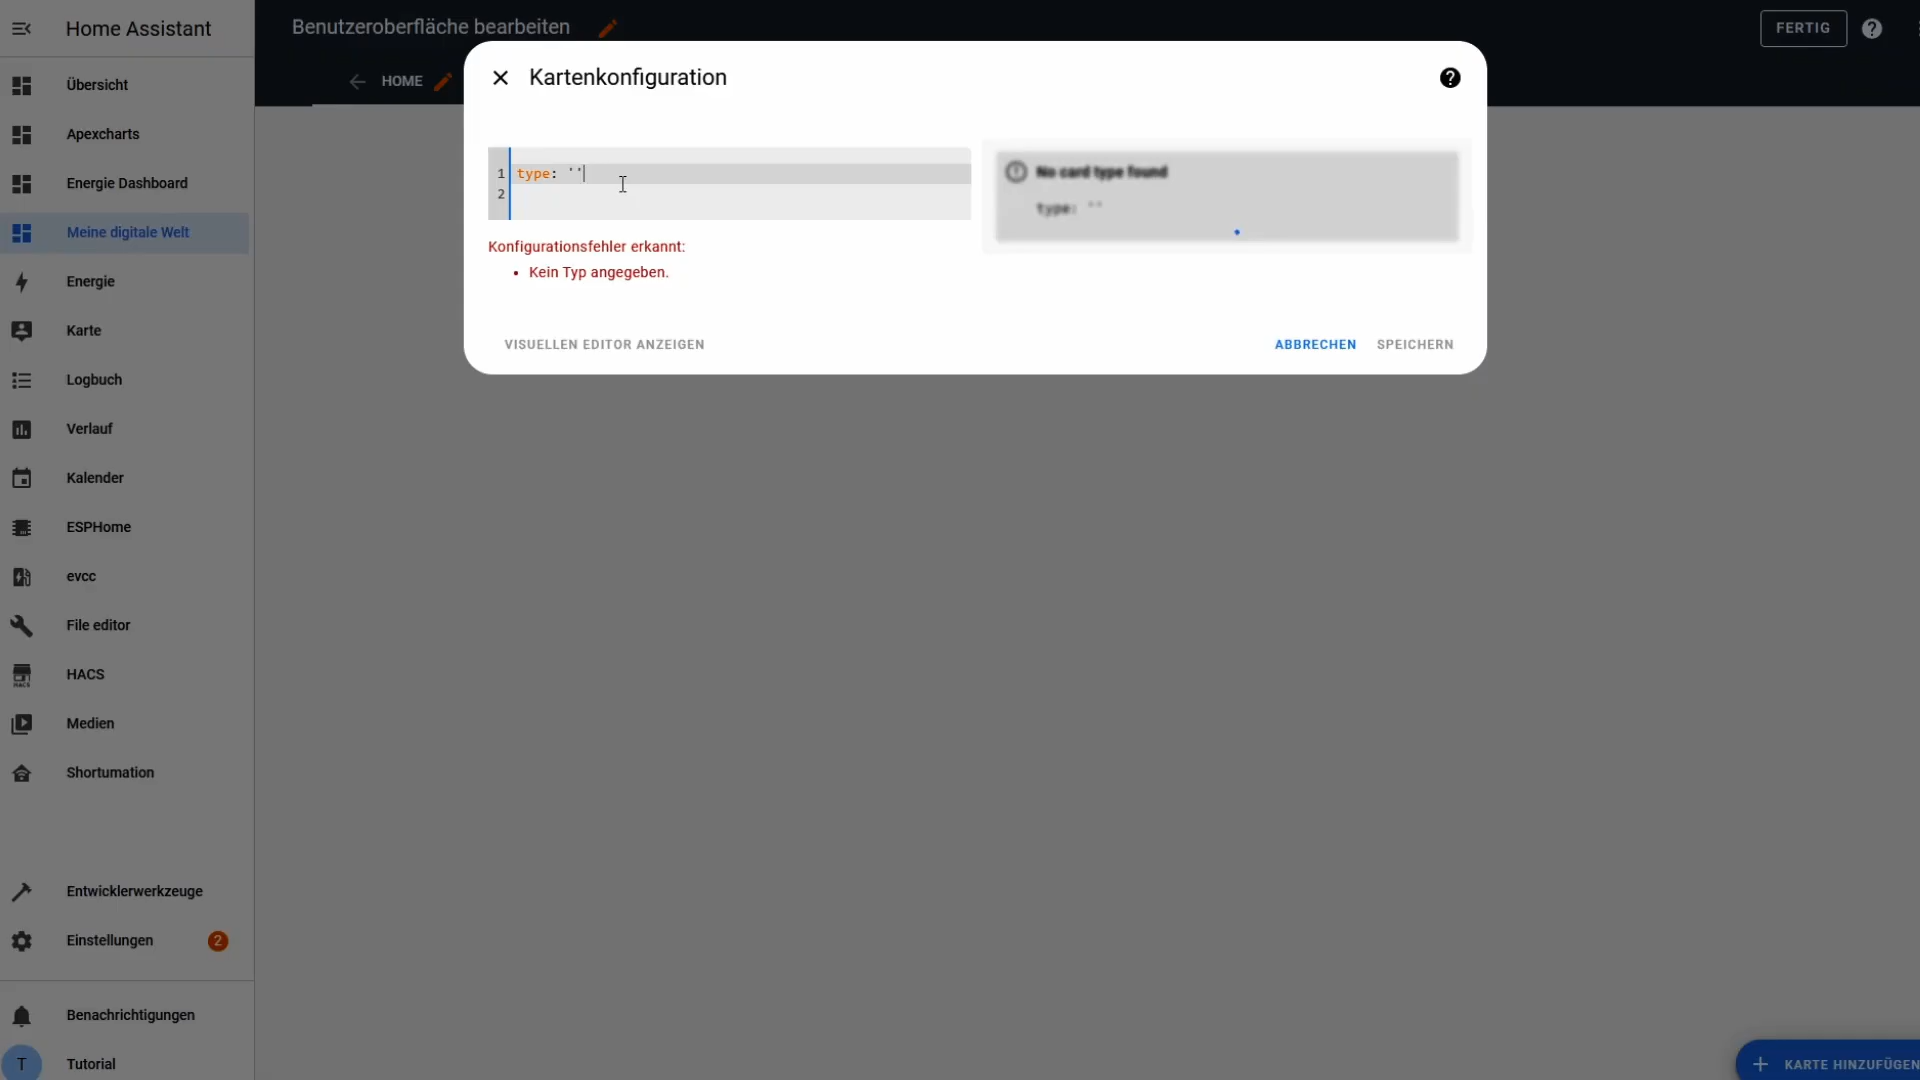 Home Assistant
Benutzeroberfläche bearbeiten
FERTIG
HOME
Übersicht
Apexcharts
Energie Dashboard
Meine digitale Welt
Energie
Karte
Logbuch
Verlauf
Kalender
ESPHome
evcc
File editor
HACS
HACS
Medien
Shortumation
Entwicklerwerkzeuge
Einstellungen 2
Benachrichtigungen
T Tutorial
Kartenkonfiguration
1 type: ''
2
Konfigurationsfehler erkannt:
• Kein Typ angegeben.
No card type found
type: ''
VISUELLEN EDITOR ANZEIGEN
ABBRECHEN SPEICHERN
+ KARTE HINZUFÜGEN